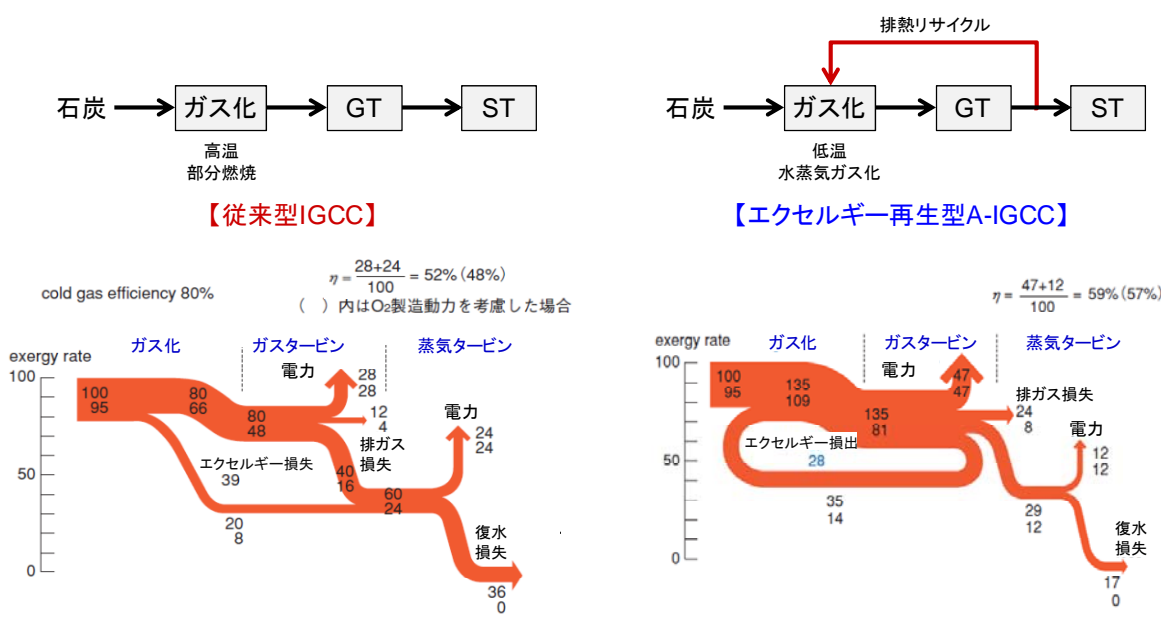 石炭
ガス化
GT
ST
高温
部分燃焼
【従来型IGCC】
cold gas efficiency 80%
η = 28+24 / 100 = 52% (48%)
( )内はO2製造動力を考慮した場合
ガス化
ガスタービン
蒸気タービン
exergy rate
100
50
0
100
95
80
66
80
48
電力
28
28
12
4
排ガス
損失
エクセルギー損失
39
40
16
20
8
60
24
電力
24
24
復水
損失
36
0
排熱リサイクル
石炭
ガス化
GT
ST
低温
水蒸気ガス化
【エクセルギー再生型A-IGCC】
η = 47+12 / 100 = 59% (57%)
ガス化
ガスタービン
蒸気タービン
exergy rate
100
50
0
100
95
135
109
135
81
電力
47
47
24
8
排ガス損失
エクセルギー損出
28
35
14
電力
12
12
29
12
復水
損失
17
0